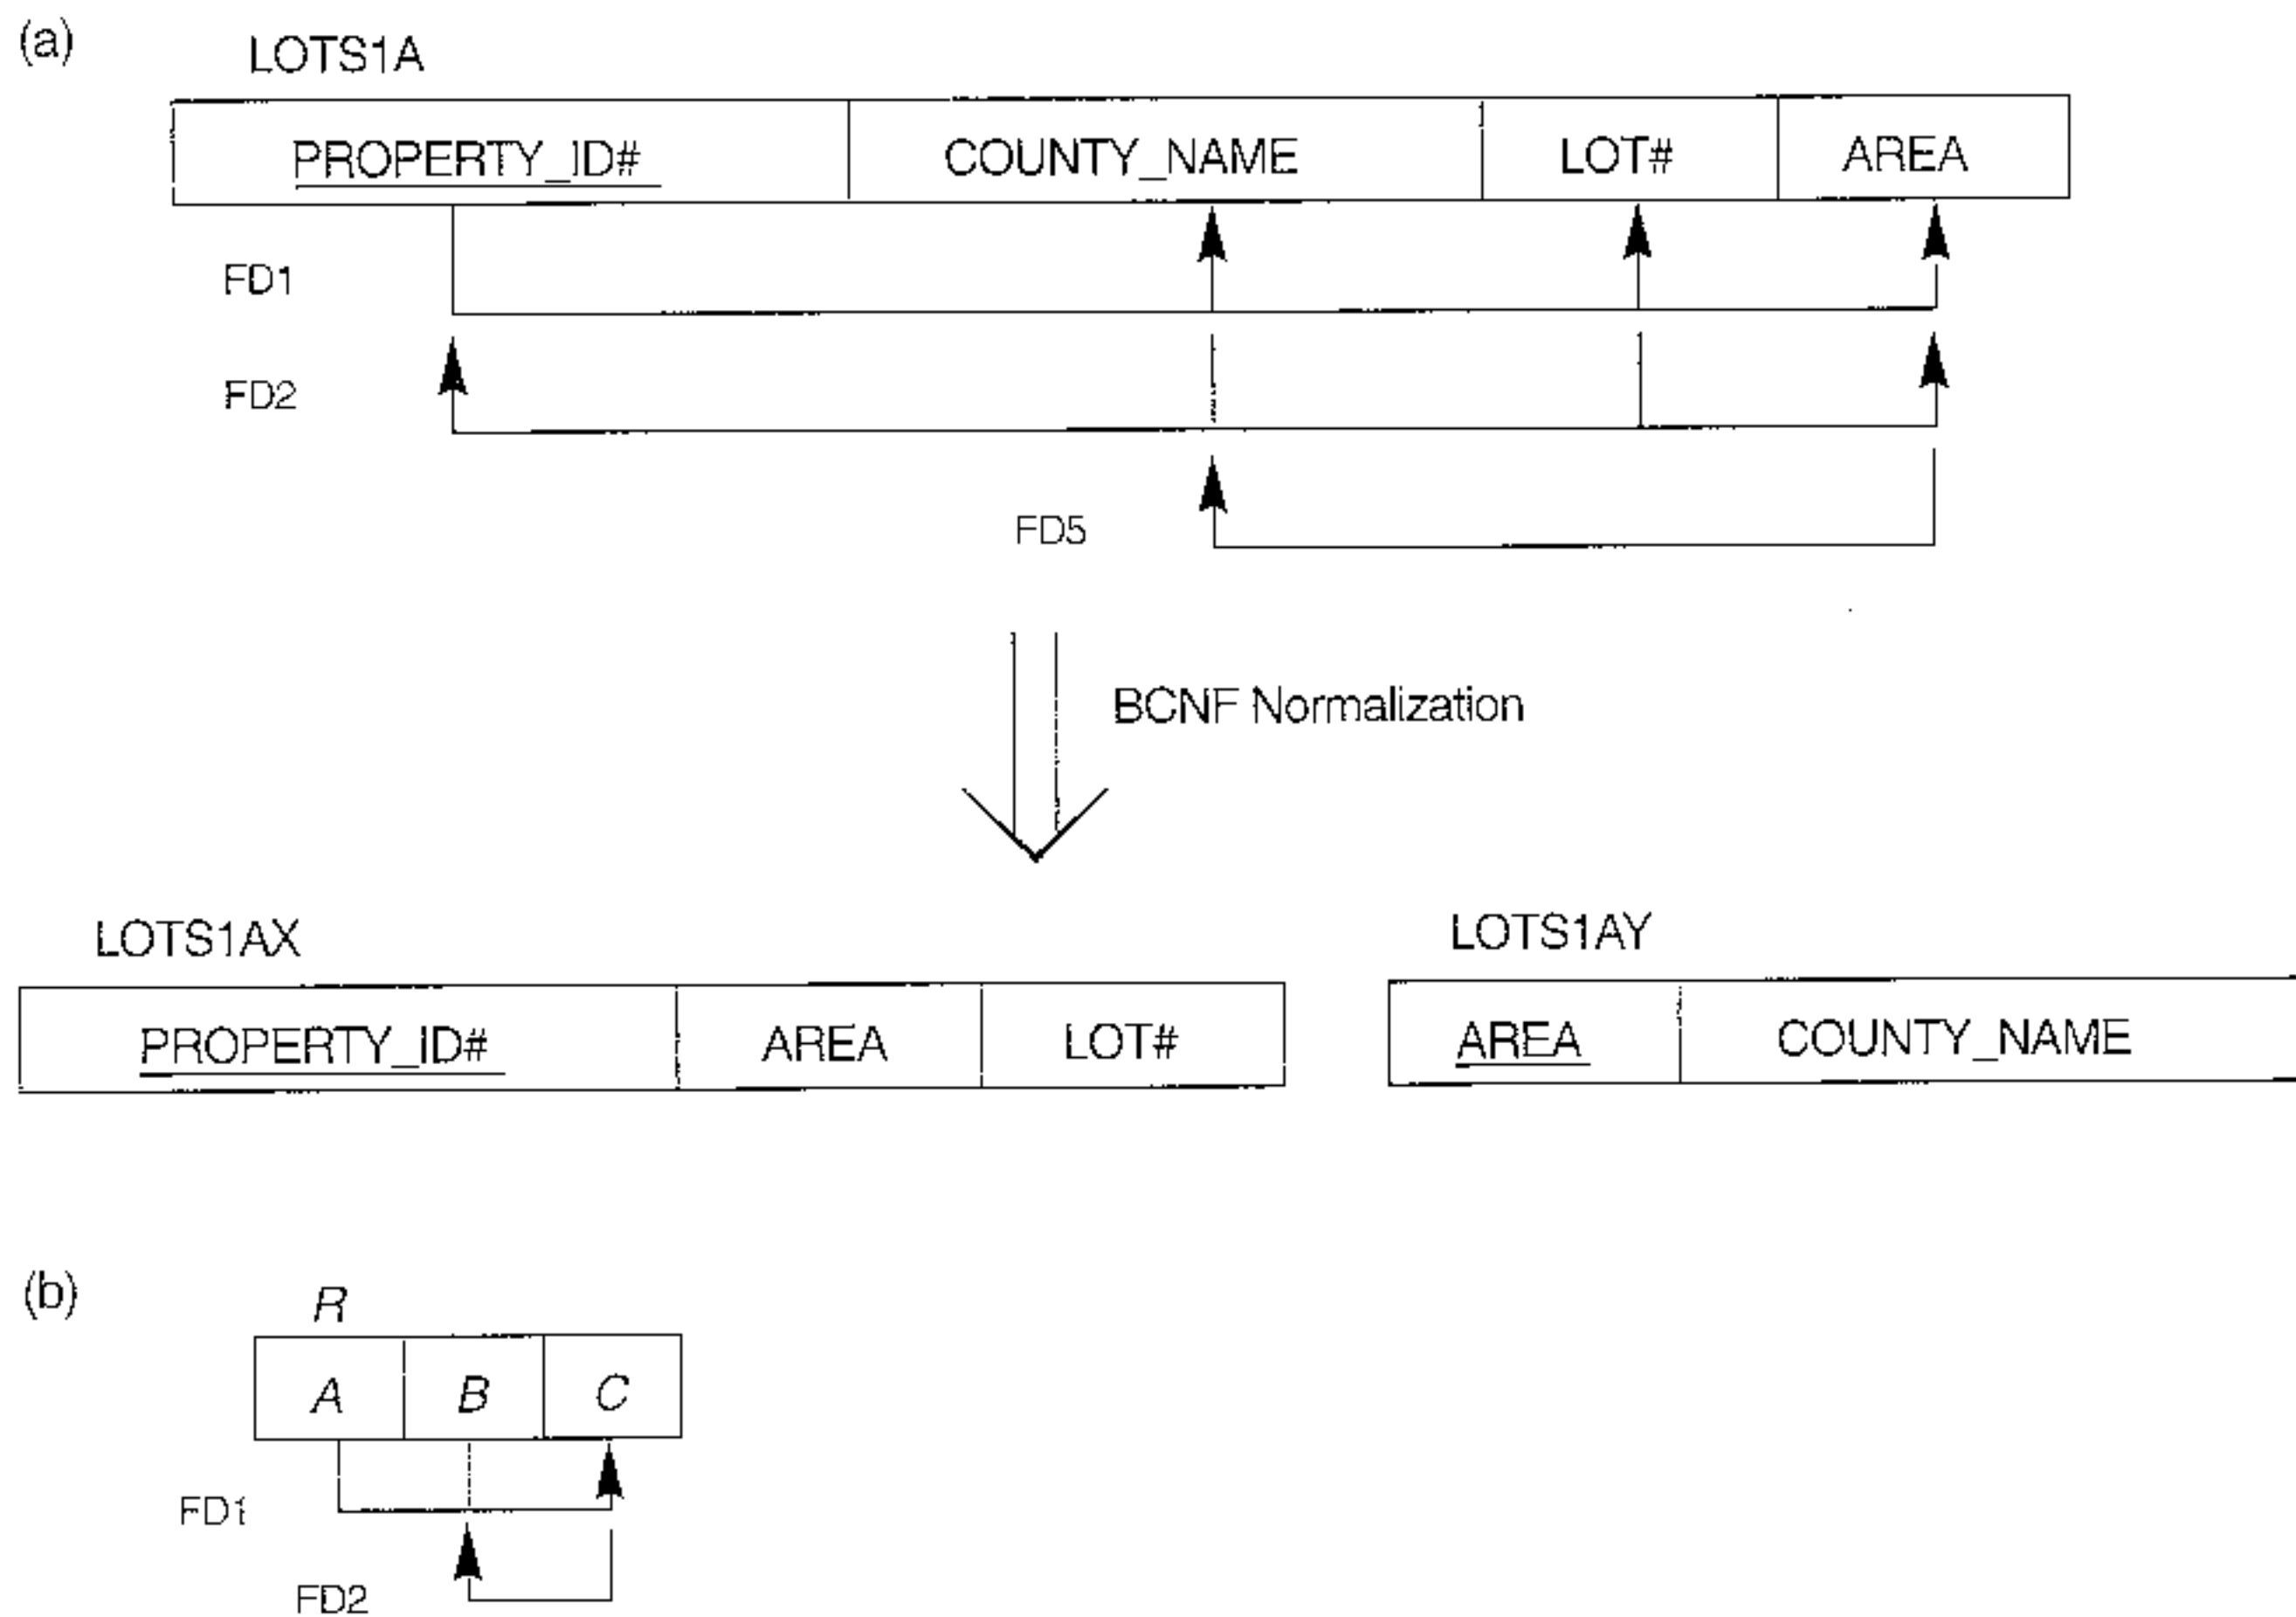 (a)
LOTS1A
PROPERTY_ID# COUNTY_NAME LOT# AREA
FD1
FD2
FD5
BCNF Normalization
LOTS1AX
LOTS1AY
PROPERTY_ID# AREA LOT#
AREA COUNTY_NAME
(b)
R
A B C
FD1
FD2